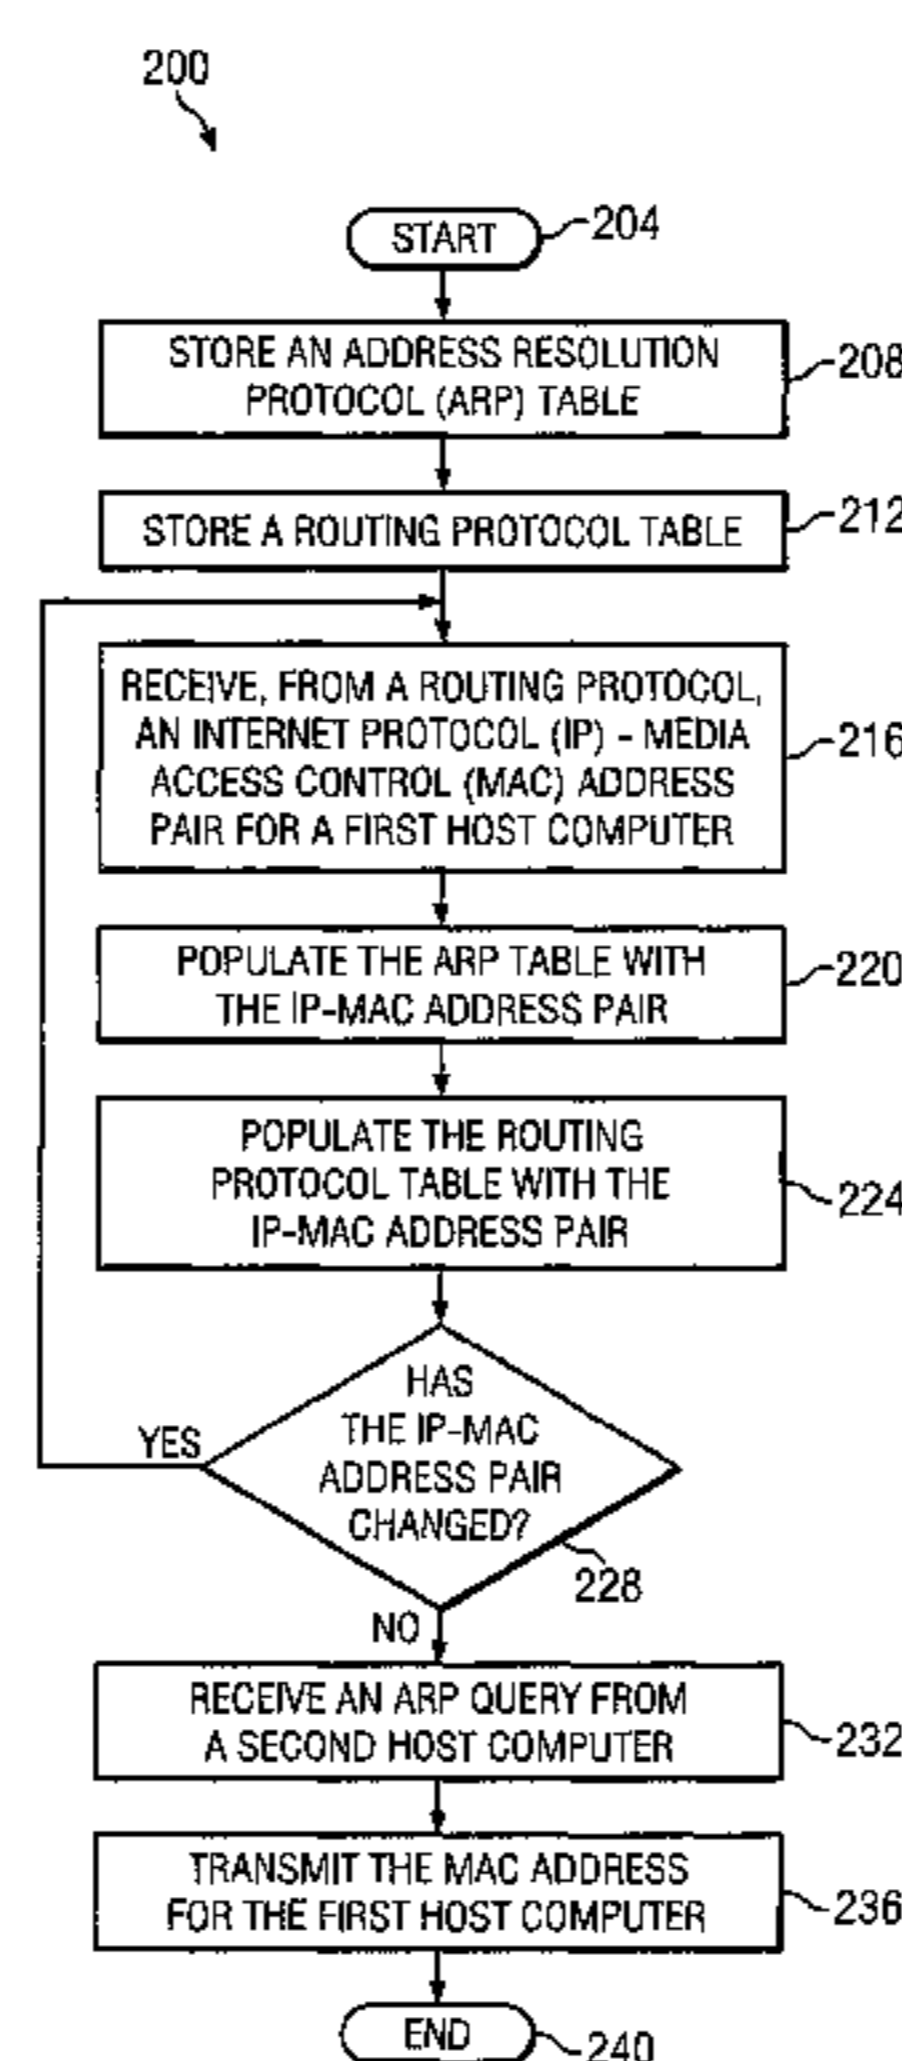 200
START
204
STORE AN ADDRESS RESOLUTION
PROTOCOL (ARP) TABLE
208
STORE A ROUTING PROTOCOL TABLE
212
RECEIVE, FROM A ROUTING PROTOCOL,
AN INTERNET PROTOCOL (IP) - MEDIA
ACCESS CONTROL (MAC) ADDRESS
PAIR FOR A FIRST HOST COMPUTER
216
POPULATE THE ARP TABLE WITH
THE IP-MAC ADDRESS PAIR
220
POPULATE THE ROUTING
PROTOCOL TABLE WITH THE
IP-MAC ADDRESS PAIR
224
HAS
THE IP-MAC
ADDRESS PAIR
CHANGED?
YES
228
NO
RECEIVE AN ARP QUERY FROM
A SECOND HOST COMPUTER
232
TRANSMIT THE MAC ADDRESS
FOR THE FIRST HOST COMPUTER
236
END
240